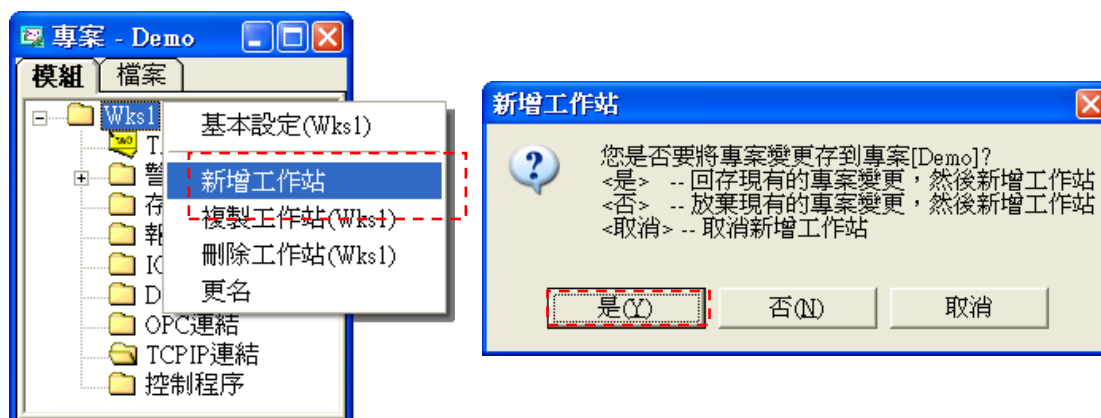 專案 - Demo
模組 檔案
Wks1
基本設定(Wks1)
新增工作站
複製工作站(Wks1)
刪除工作站(Wks1)
更名
OPC連結
TCPIP連結
控制程序
新增工作站
您是否要將專案變更存到專案[Demo]?
<是> -- 回存現有的專案變更，然後新增工作站
<否> -- 放棄現有的專案變更，然後新增工作站
<取消> -- 取消新增工作站
是(Y) 否(N) 取消